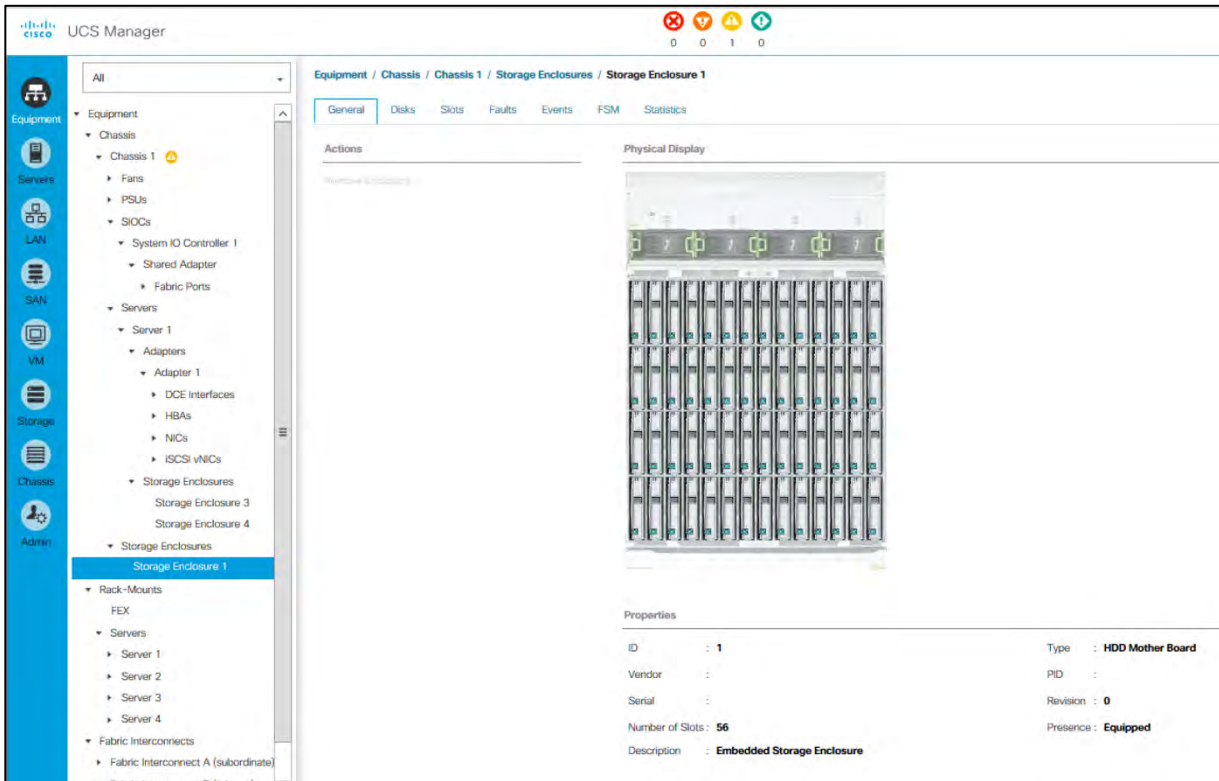 cisco UCS Manager
0 0 1 0
All
Equipment
Servers
LAN
SAN
VM
Storage
Chassis
Admin
Equipment
Chassis
Chassis 1
Fans
PSUs
SIOCs
System IO Controller 1
Shared Adapter
Fabric Ports
Servers
Server 1
Adapters
Adapter 1
DCE Interfaces
HBAs
NICs
iSCSI vNICs
Storage Enclosures
Storage Enclosure 3
Storage Enclosure 4
Storage Enclosures
Storage Enclosure 1
Rack-Mounts
FEX
Servers
Server 1
Server 2
Server 3
Server 4
Fabric Interconnects
Fabric Interconnect A (subordinate)
Equipment / Chassis / Chassis 1 / Storage Enclosures / Storage Enclosure 1
General Disks Slots Faults Events FSM Statistics
Actions
Remove Enclosure
Physical Display
Properties
ID : 1 Type : HDD Mother Board
Vendor : PID :
Serial : Revision : 0
Number of Slots : 56 Presence : Equipped
Description : Embedded Storage Enclosure